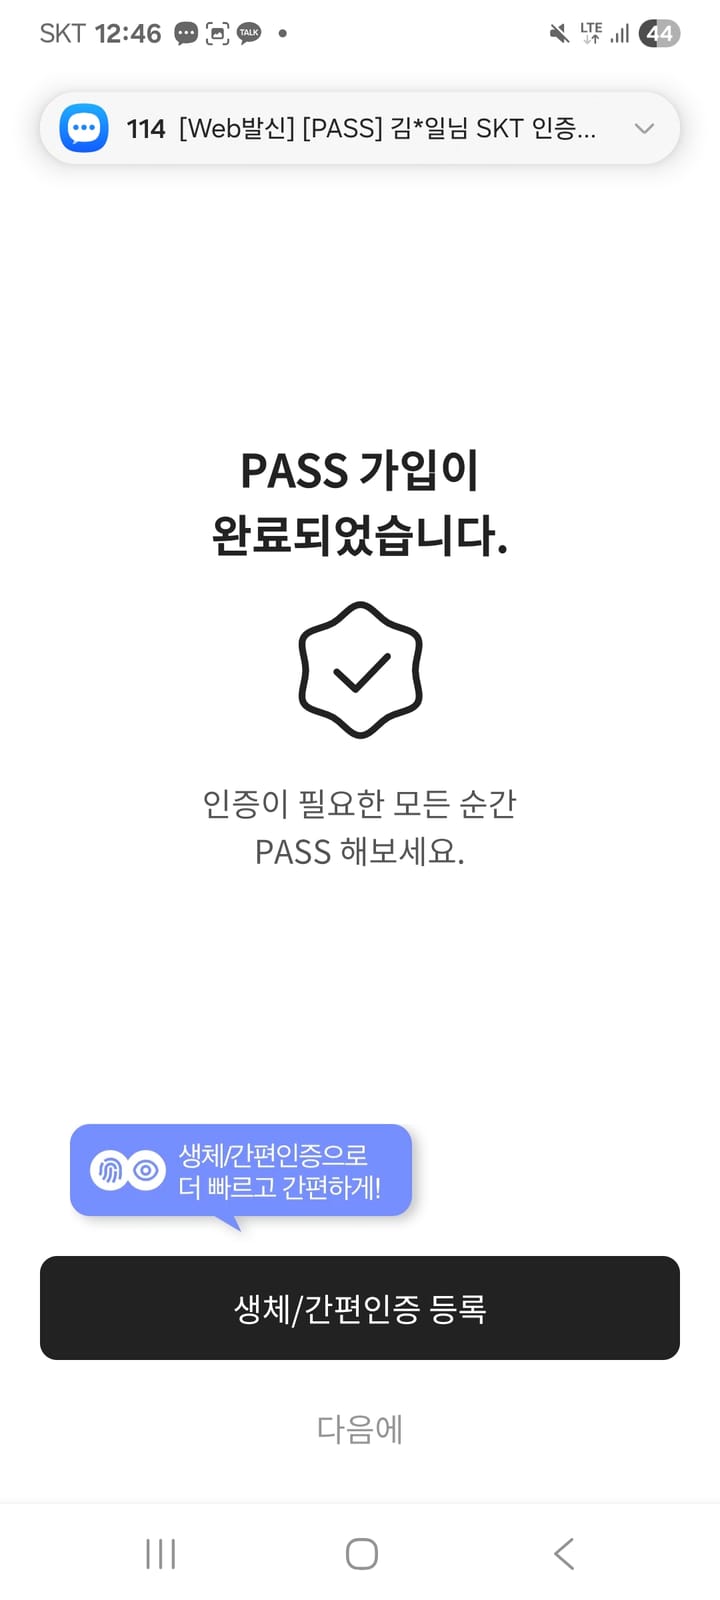 SKT 12:46 TALK LTE 44
114 [Web발신] [PASS] 김*일님 SKT 인증...
PASS 가입이
완료되었습니다.
인증이 필요한 모든 순간
PASS 해보세요.
생체/간편인증으로
더 빠르고 간편하게!
생체/간편인증 등록
다음에